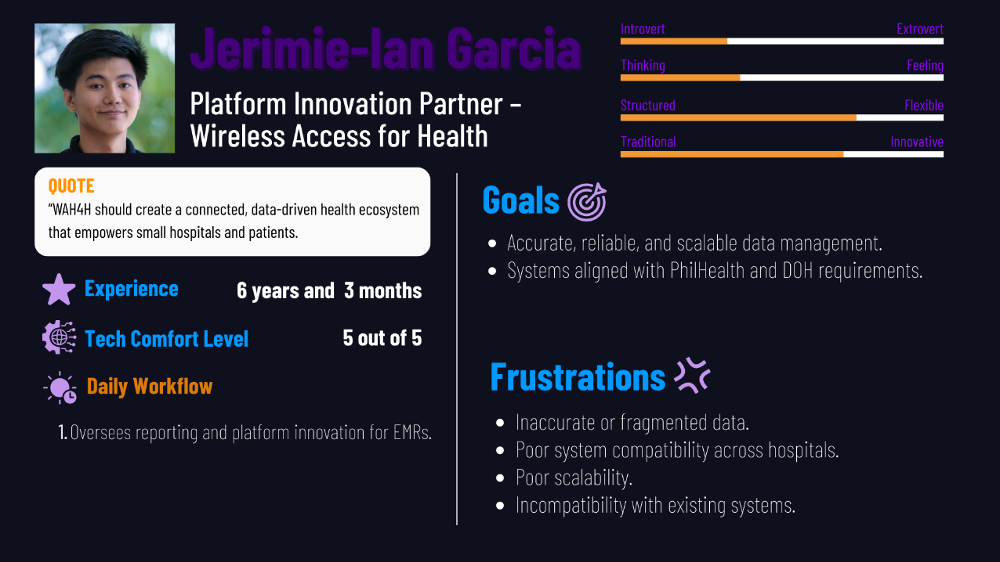 Jerimie-Ian Garcia
Platform Innovation Partner –
Wireless Access for Health
Introvert Extrovert
Thinking Feeling
Structured Flexible
Traditional Innovative
QUOTE
“WAH4H should create a connected, data-driven health ecosystem
that empowers small hospitals and patients.
Experience 6 years and 3 months
Tech Comfort Level 5 out of 5
Daily Workflow
1. Oversees reporting and platform innovation for EMRs.
Goals
• Accurate, reliable, and scalable data management.
• Systems aligned with PhilHealth and DOH requirements.
Frustrations
• Inaccurate or fragmented data.
• Poor system compatibility across hospitals.
• Poor scalability.
• Incompatibility with existing systems.